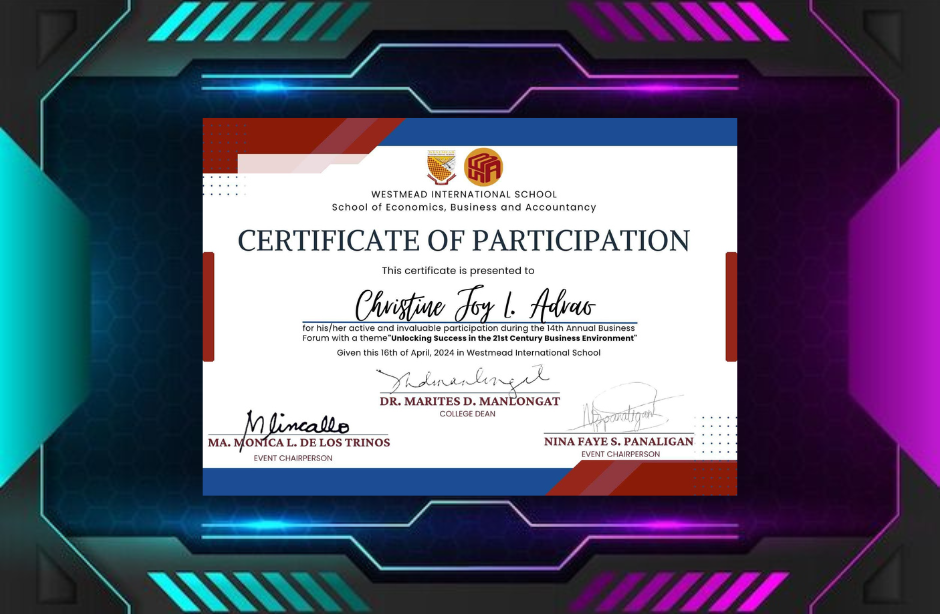 WESTMEAD INTERNATIONAL SCHOOL
School of Economics, Business and Accountancy
CERTIFICATE OF PARTICIPATION
This certificate is presented to
Christine Joy I. Advao
for his/her active and invaluable participation during the 14th Annual Business
Forum with a theme"Unlocking Success in the 21st Century Business Environment"
Given this 16th of April, 2024 in Westmead International School
DR. MARITES D. MANLONGAT
COLLEGE DEAN
MA. MONICA L. DE LOS TRINOS
EVENT CHAIRPERSON
NINA FAYE S. PANALIGAN
EVENT CHAIRPERSON